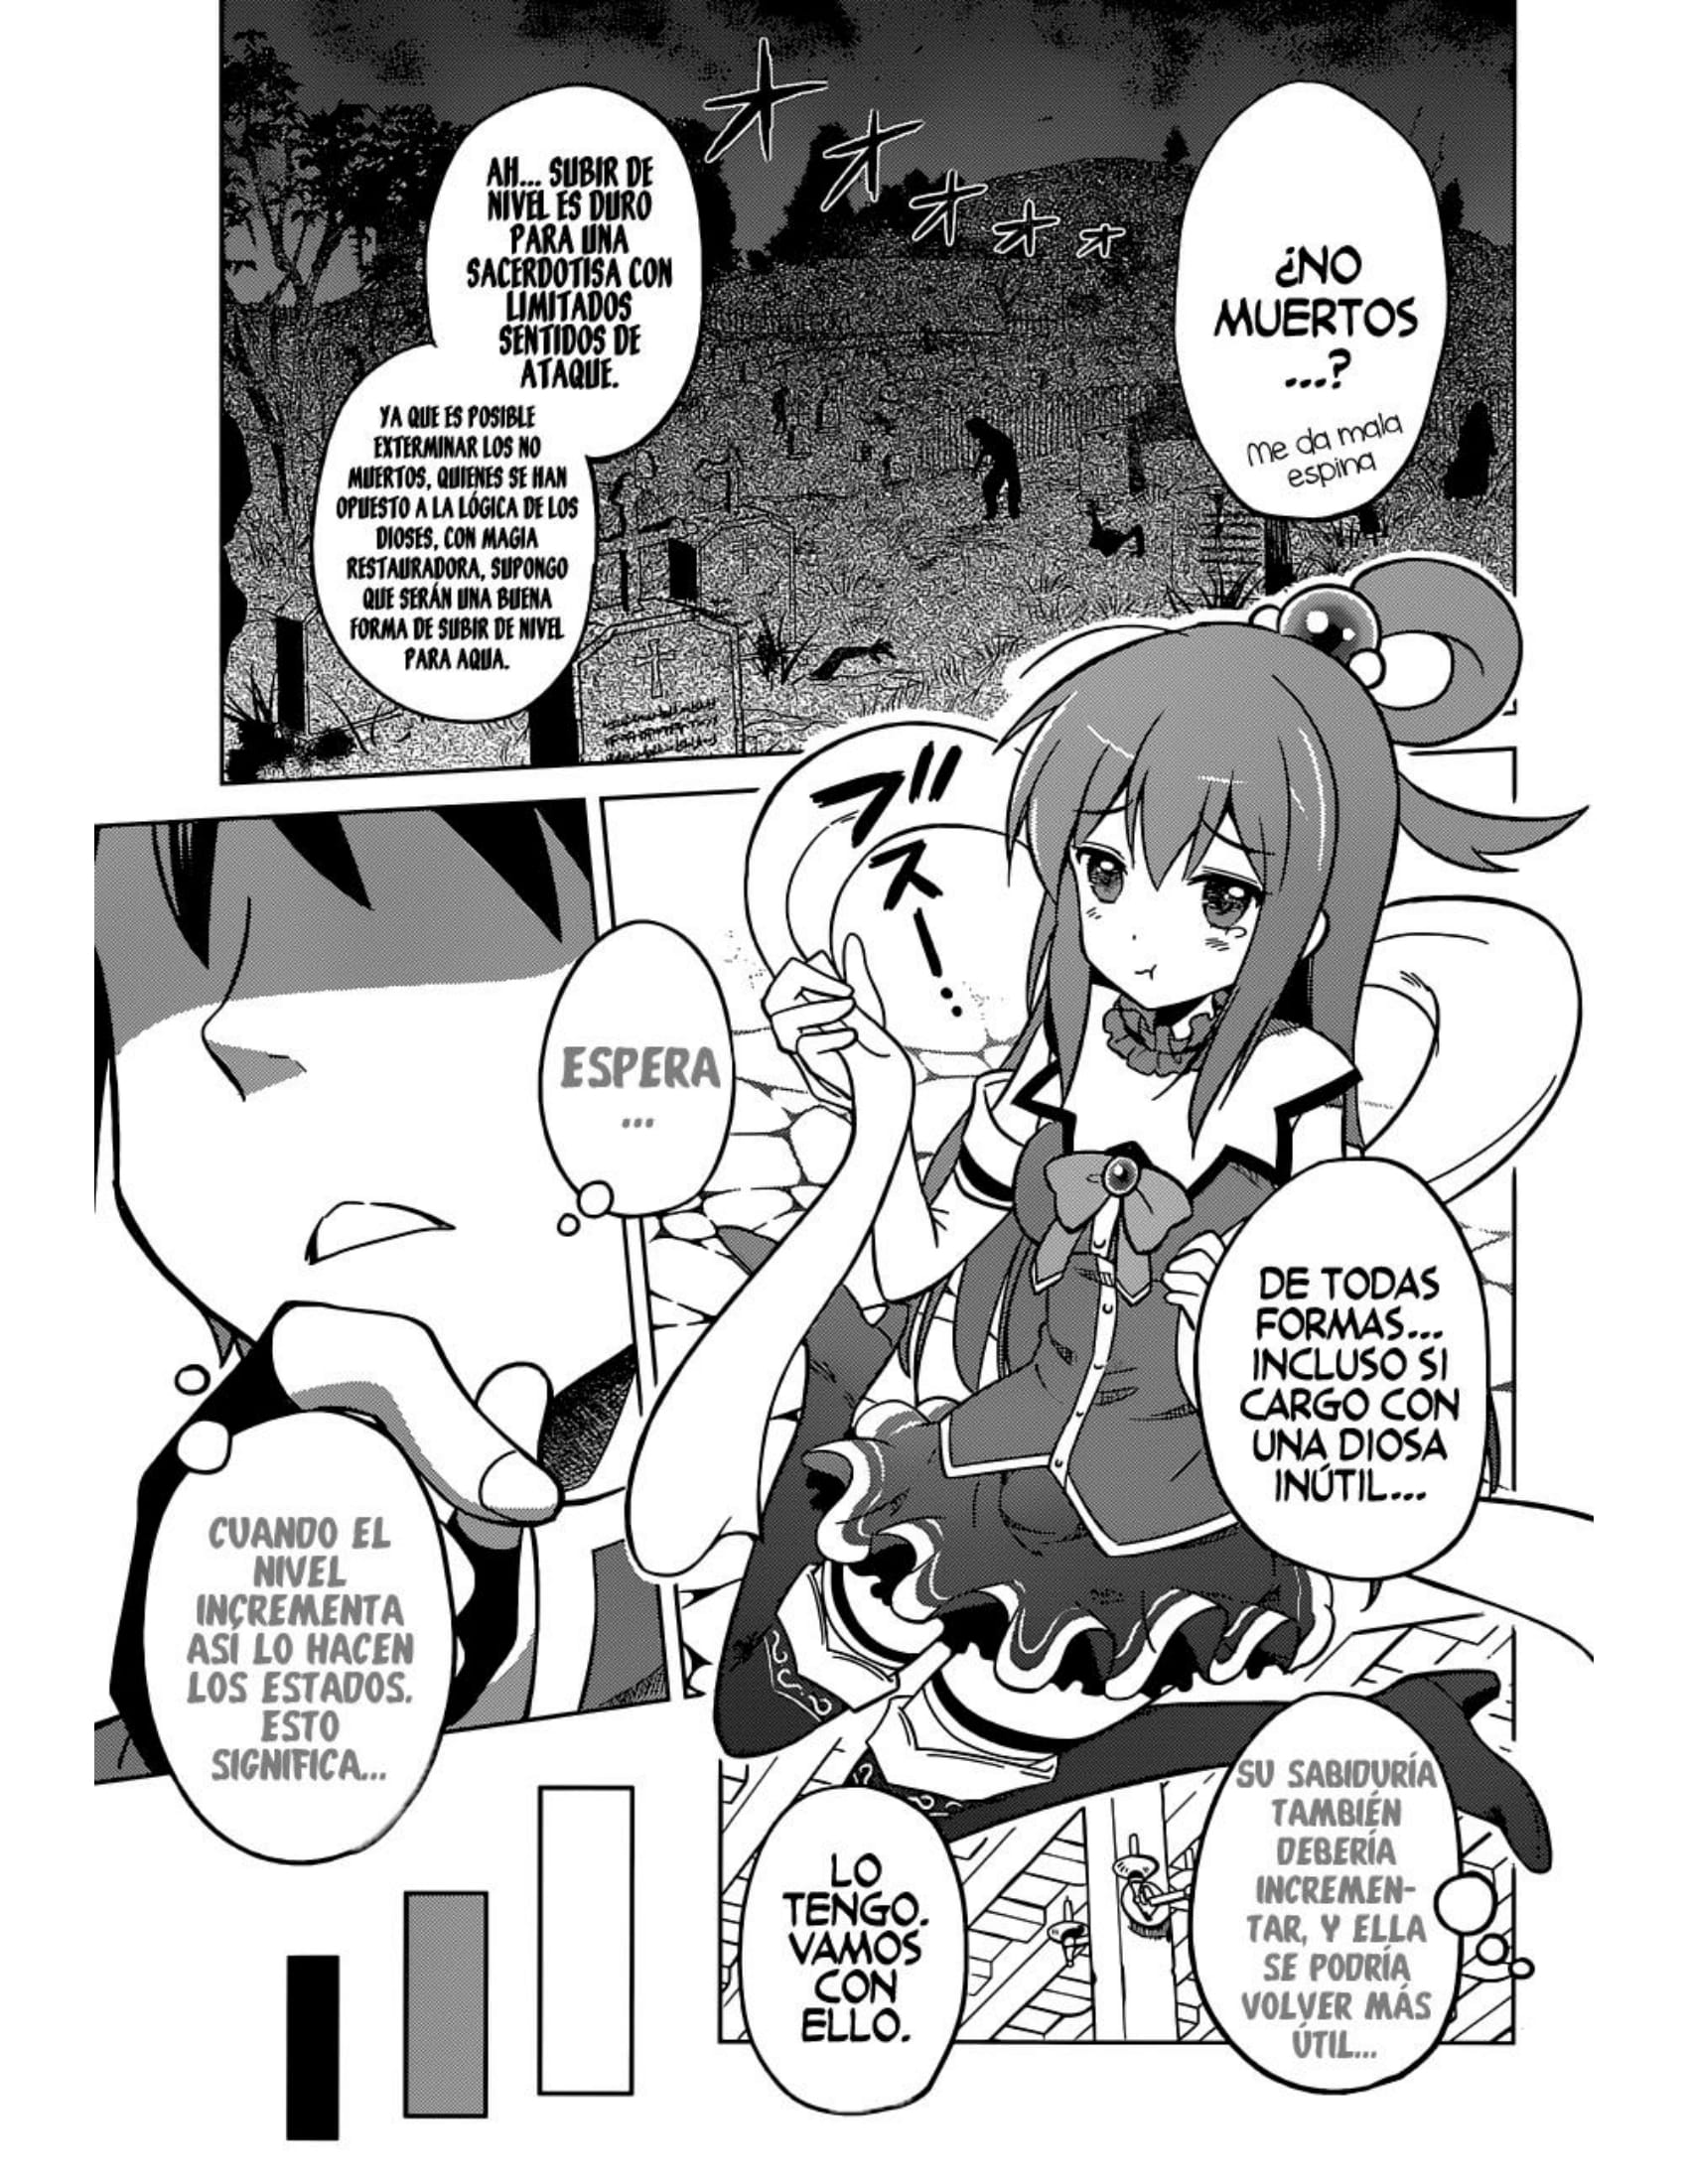 ¿NO
MUERTOS
...?
me da mala
espina
オオオオオ
AH... SUBIR DE
NIVEL ES DURO
PARA UNA
SACERDOTISA CON
LIMITADOS
SENTIDOS DE
ATAQUE.
YA QUE ES POSIBLE
EXTERMINAR LOS NO
MUERTOS, QUIENES SE HAN
OPUESTO A LA LÓGICA DE LOS
DIOSES, CON MAGIA
RESTAURADORA, SUPONGO
QUE SERÁN UNA BUENA
FORMA DE SUBIR DE NIVEL
PARA AQUA.
ブスー…
DE TODAS
FORMAS...
INCLUSO SI
CARGO CON
UNA DIOSA
INÚTIL...
ESPERA
...
CUANDO EL
NIVEL
INCREMENTA
ASÍ LO HACEN
LOS ESTADOS.
ESTO
SIGNIFICA...
SU SABIDURÍA
TAMBIÉN
DEBERÍA
INCREMEN-
TAR, Y ELLA
SE PODRÍA
VOLVER MÁS
ÚTIL...
LO
TENGO.
VAMOS
CON
ELLO.